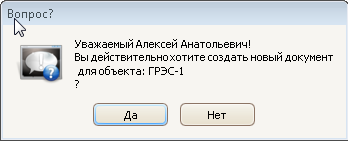 Вопрос?
Уважаемый Алексей Анатольевич!
Вы действительно хотите создать новый документ
для объекта: ГРЭС-1
?
Да Нет